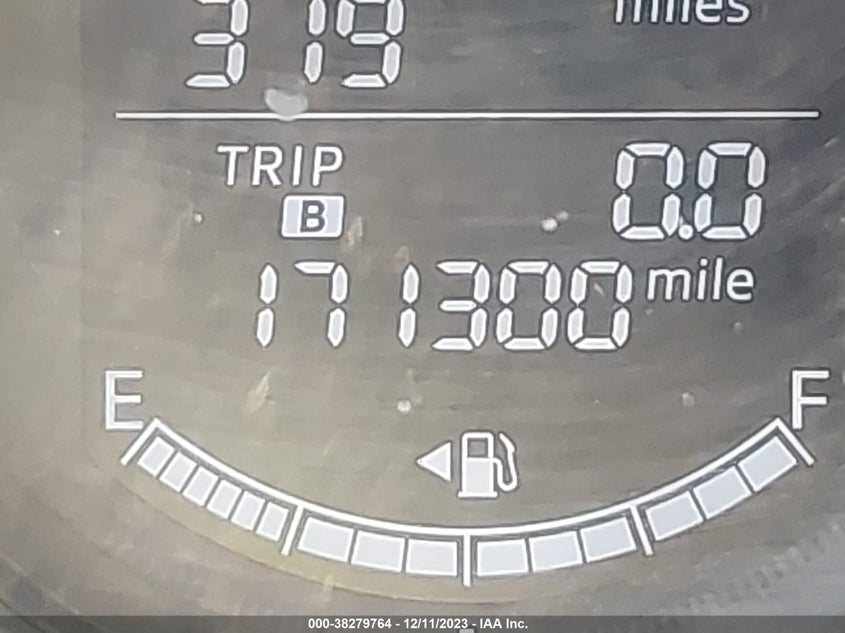 319 miles
TRIP 0.0
B
171300 mile
E F
000-38279764 - 12/11/2023 - IAA Inc.